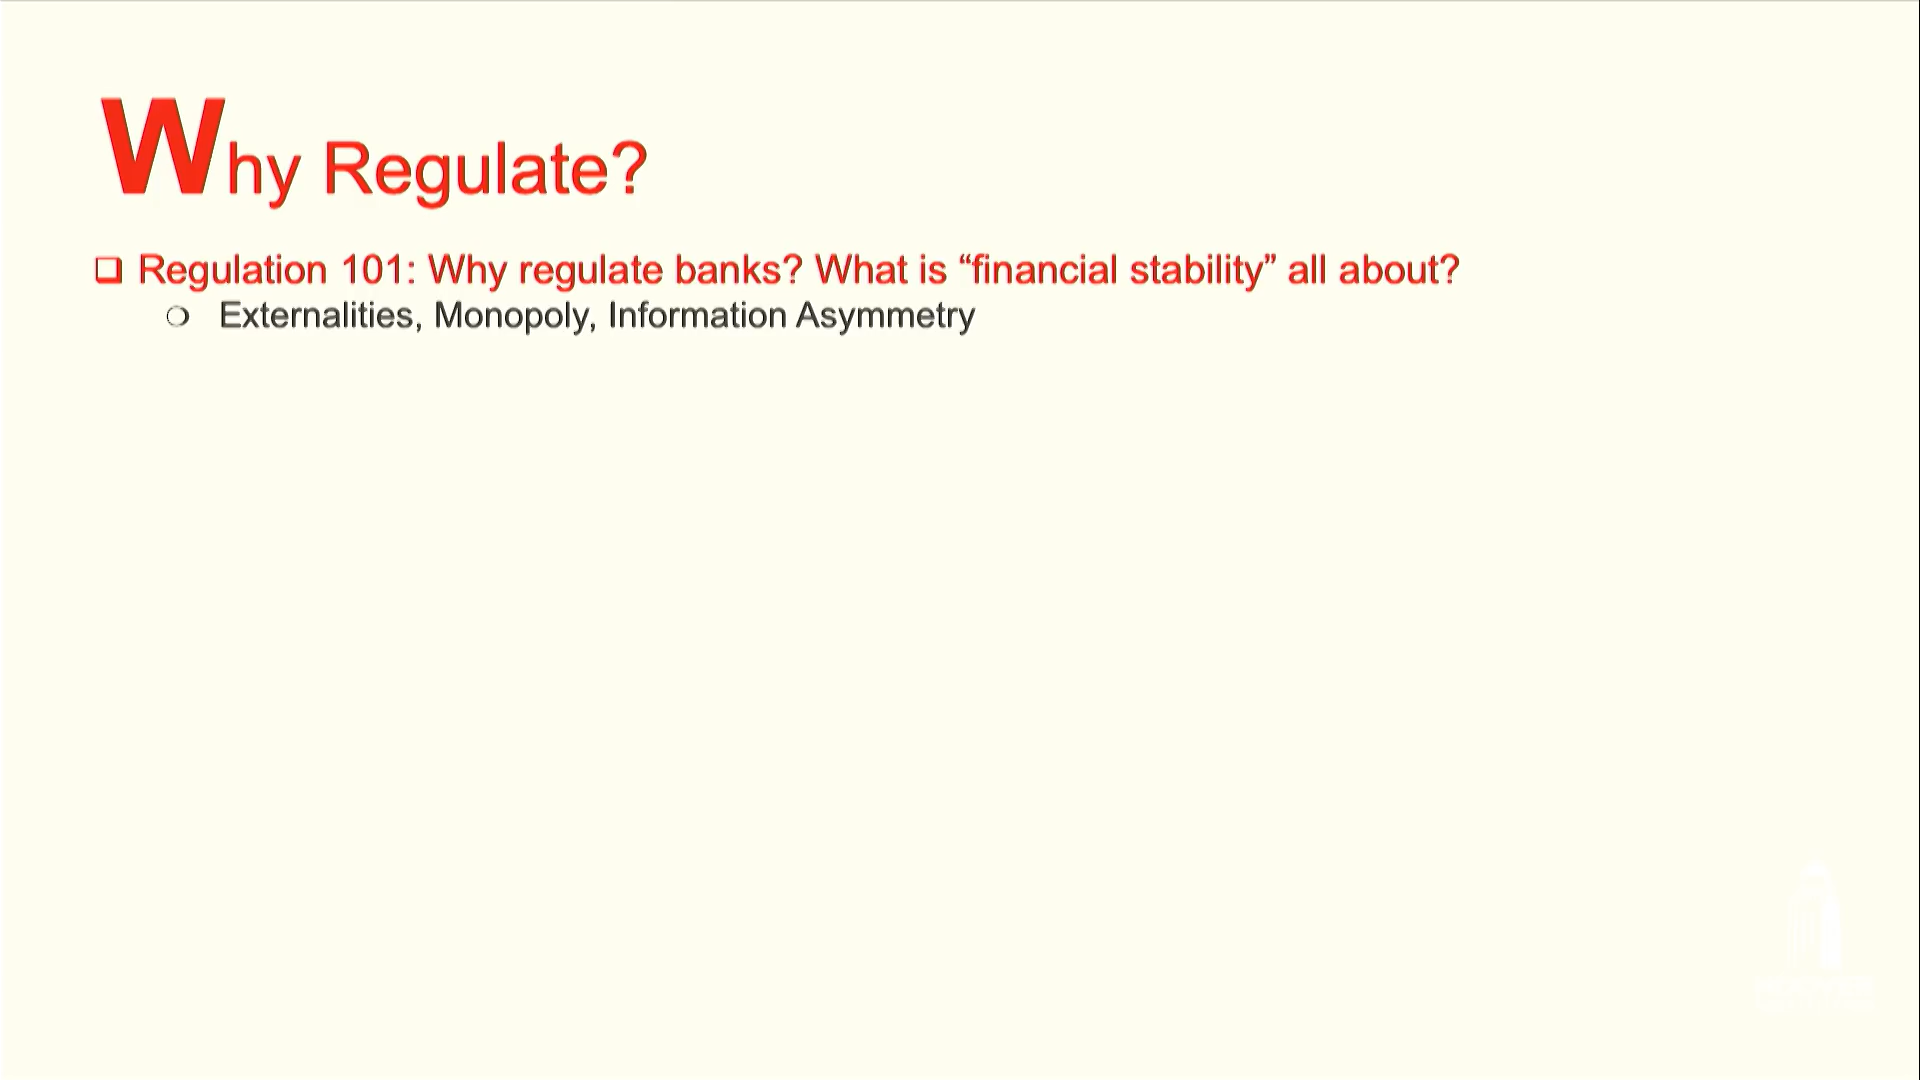 Why Regulate?
Regulation 101: Why regulate banks? What is “financial stability” all about?
Externalities, Monopoly, Information Asymmetry